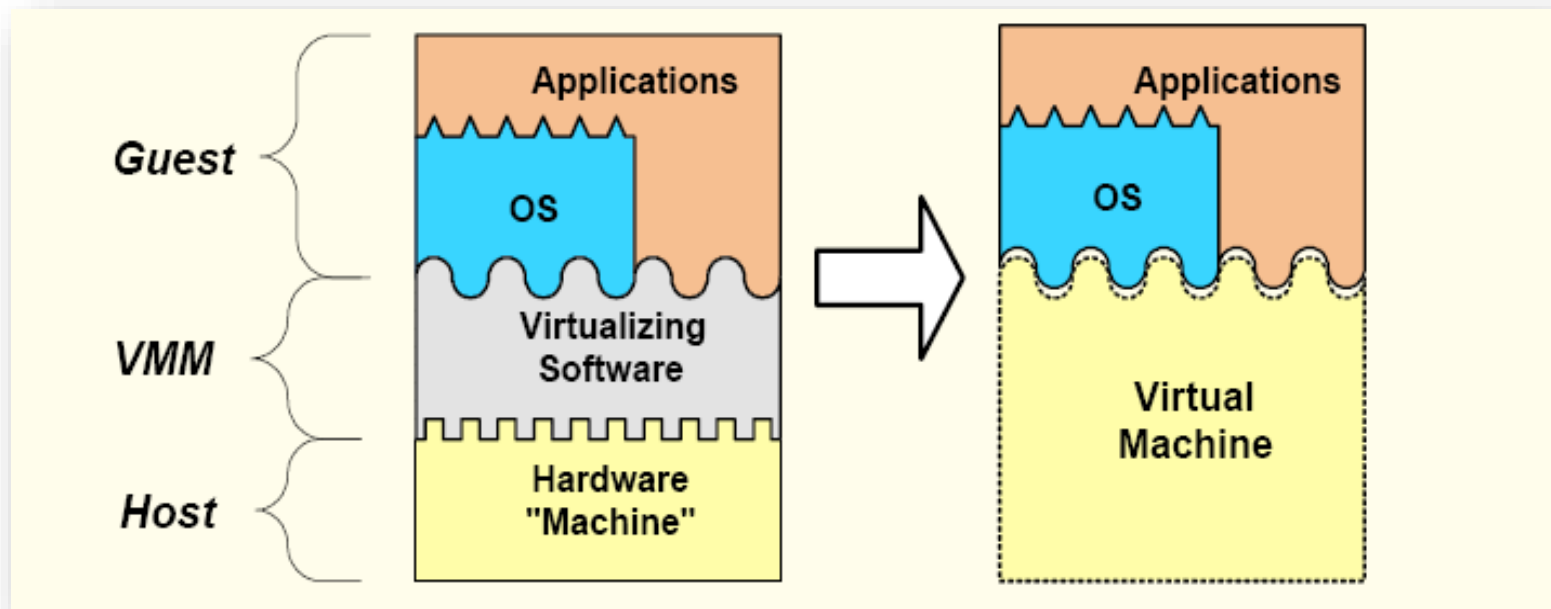 Guest
VMM
Host
Applications
OS
Virtualizing
Software
Hardware
"Machine"
Applications
OS
Virtual
Machine